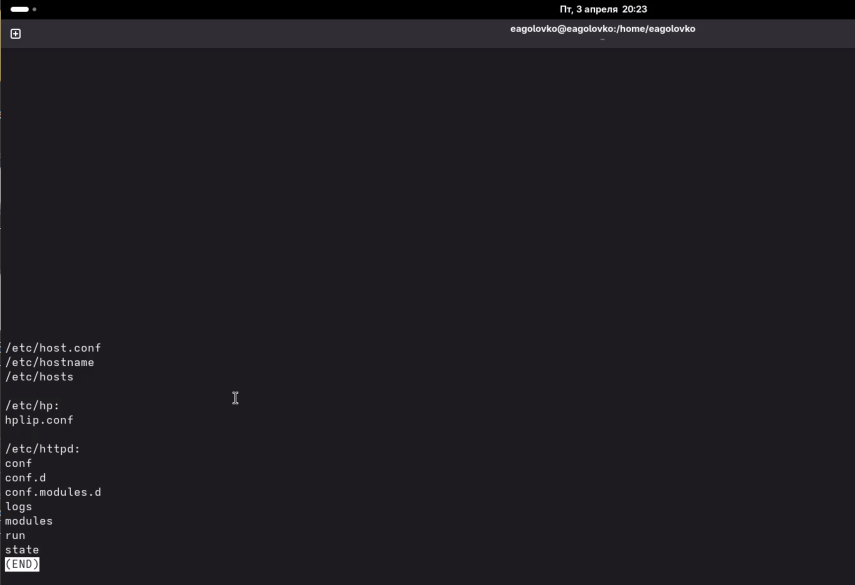 Пт, 3 апреля 20:23
eagolovko@eagolovko:/home/eagolovko
/etc/host.conf
/etc/hostname
/etc/hosts
/etc/hp:
hplip.conf
/etc/httpd:
conf
conf.d
conf.modules.d
logs
modules
run
state
(END)